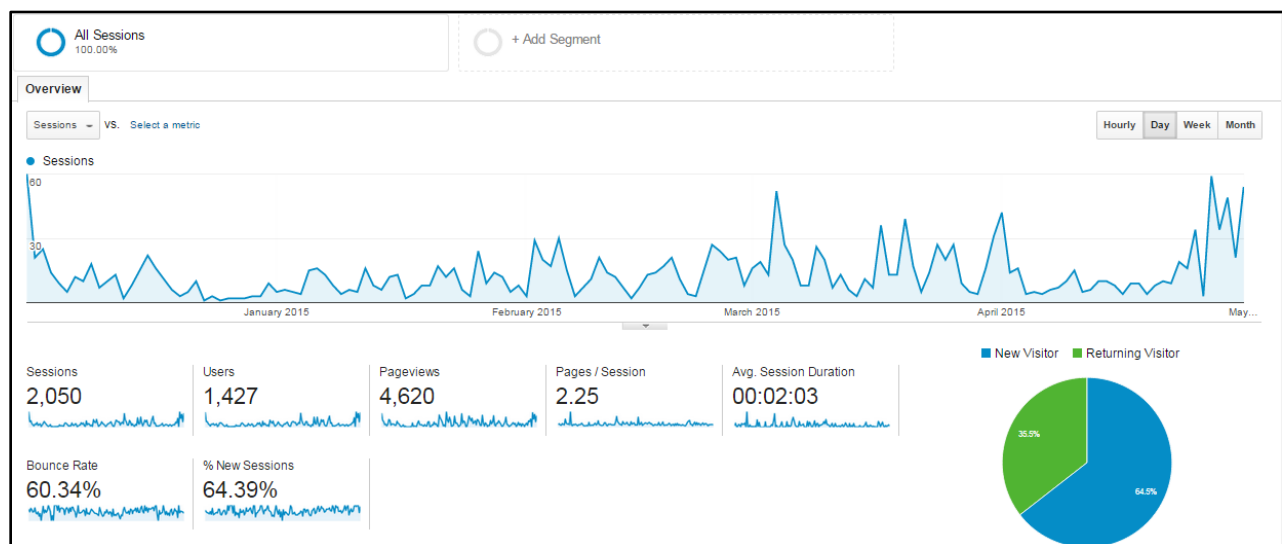 All Sessions
100.00%
+ Add Segment
Overview
Sessions VS. Select a metric
Hourly Day Week Month
Sessions
60
30
January 2015 February 2015 March 2015 April 2015 May...
New Visitor Returning Visitor
Sessions Users Pageviews Pages / Session Avg. Session Duration
2,050 1,427 4,620 2.25 00:02:03
35.5%
Bounce Rate % New Sessions
60.34% 64.39%
64.5%